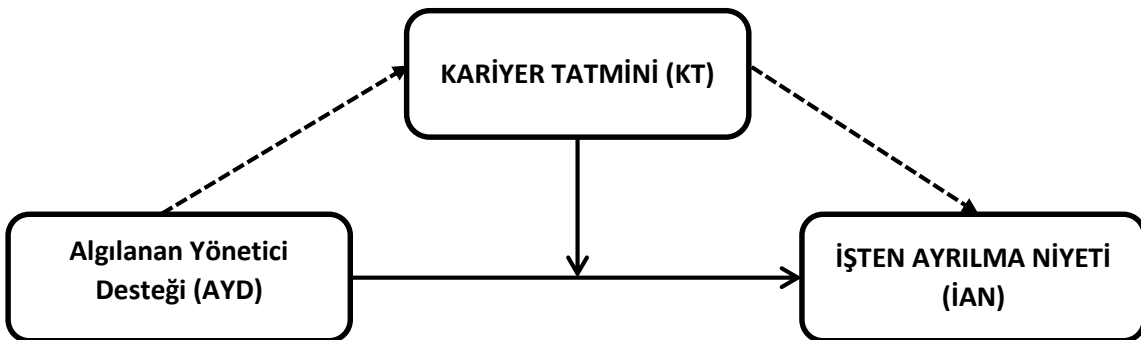 KARİYER TATMİNİ (KT)
Algılanan Yönetici
Desteği (AYD)
İŞTEN AYRILMA NİYETİ
(İAN)